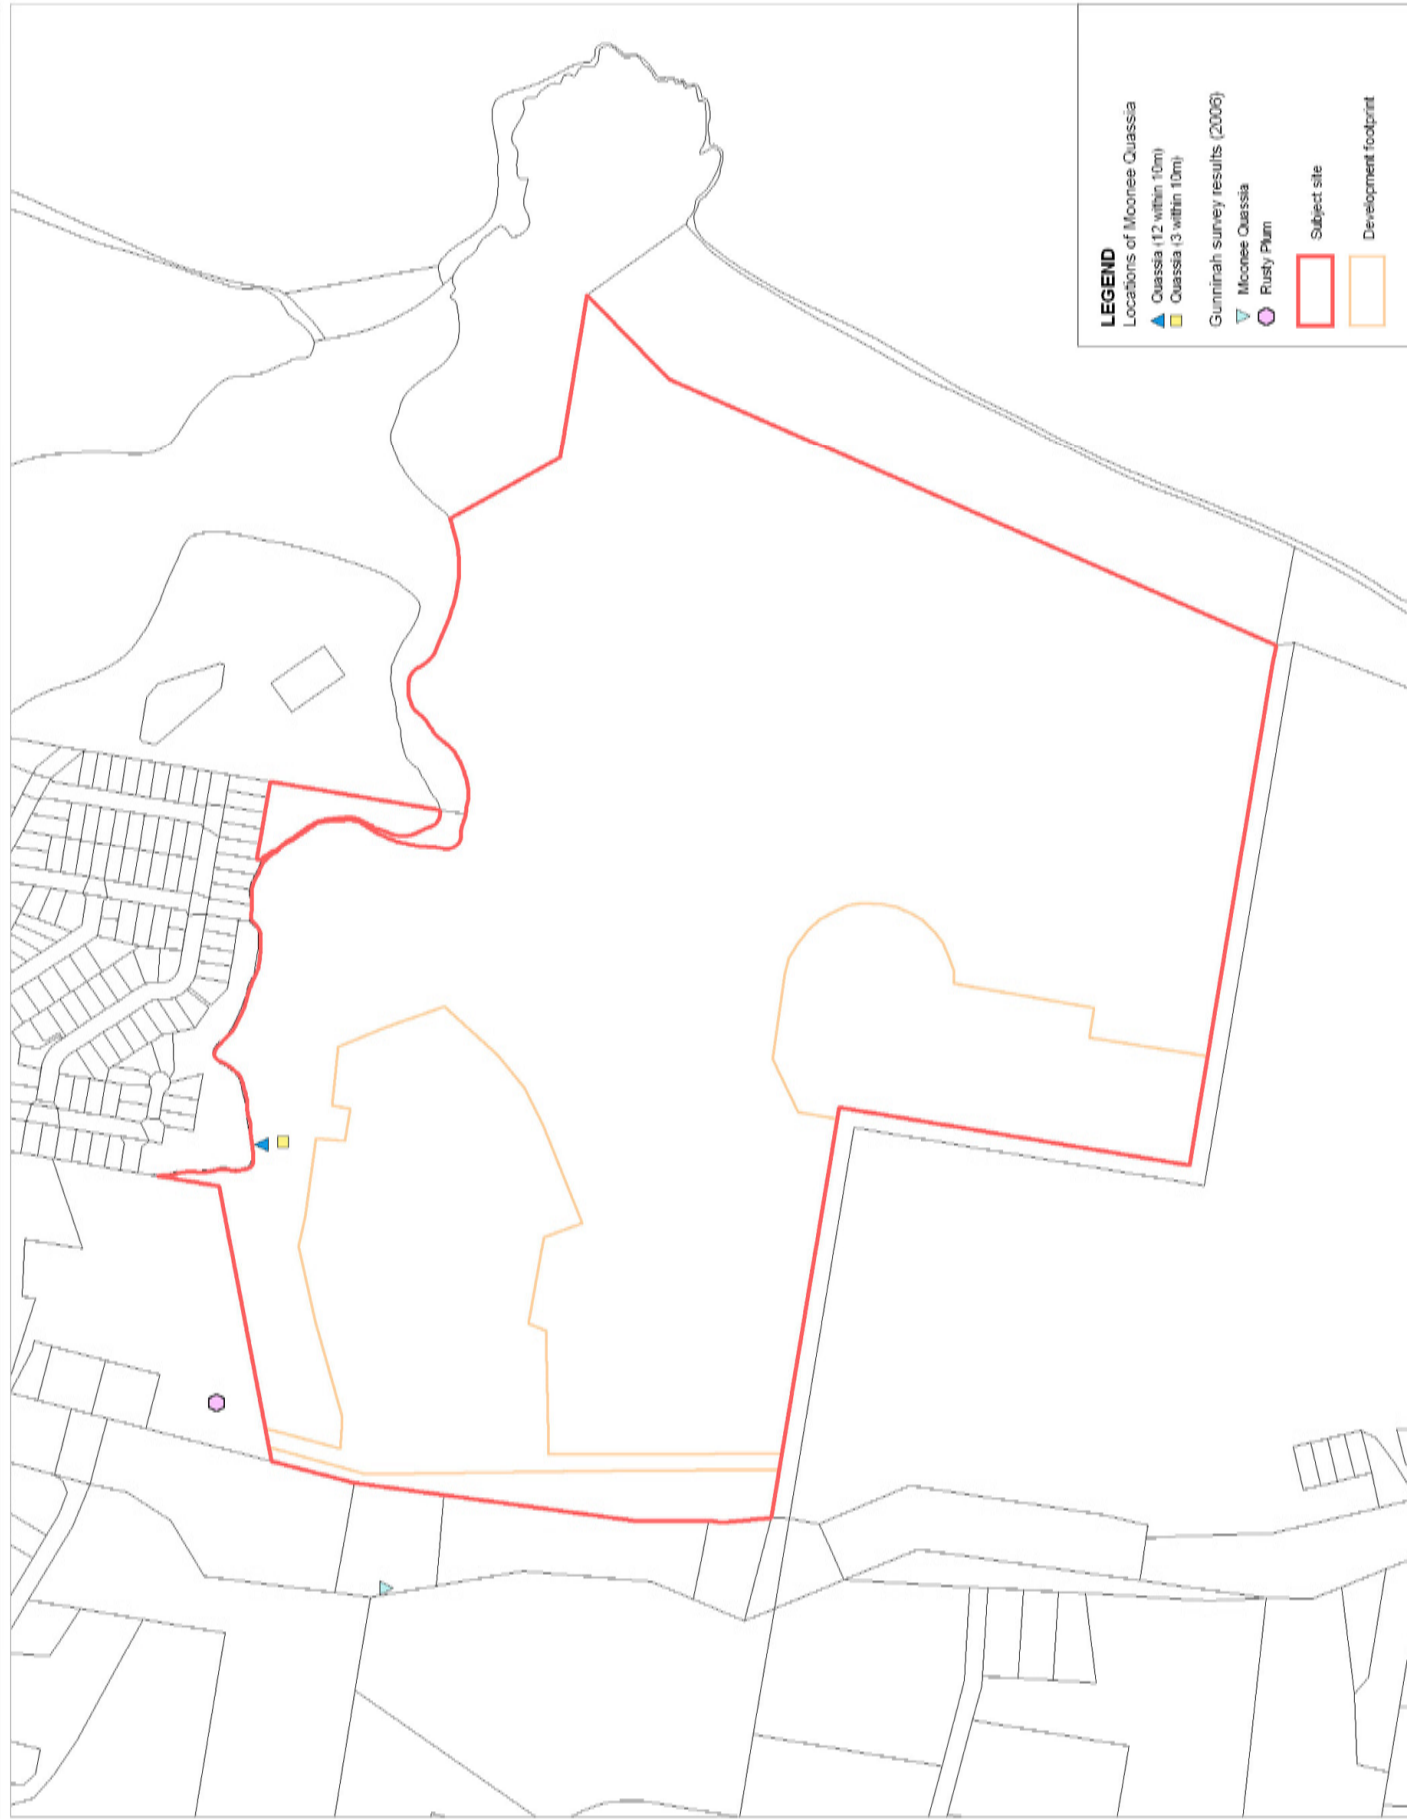 LEGEND
Locations of Moonee Quassia
Quassia (12 within 10m)
Quassia (3 within 10m)
Gunninah survey results (2006)
Moonee Quassia
Rusty Plum
Subject site
Development footprint